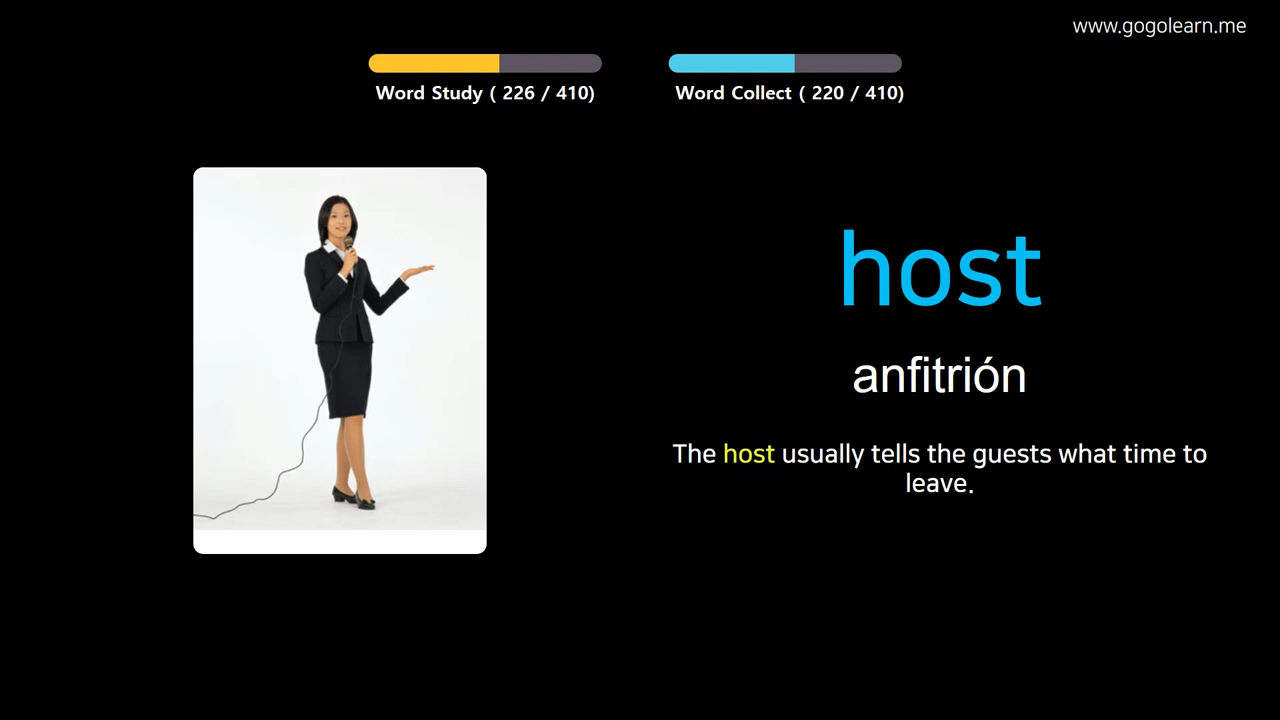 www.gogolearn.me
Word Study ( 226 / 410)
Word Collect ( 220 / 410)
host
anfitrión
The host usually tells the guests what time to
leave.